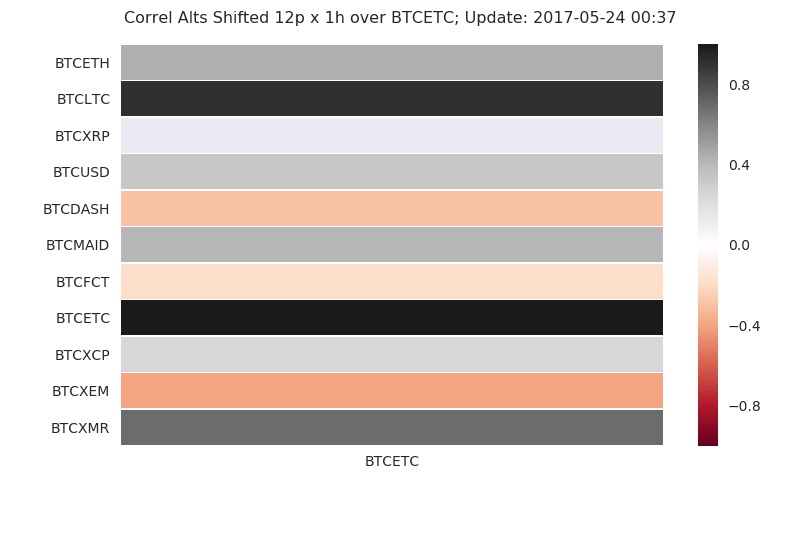 Correl Alts Shifted 12p x 1h over BTCETC; Update: 2017-05-24 00:37
BTCETH
BTCLTC
BTCXRP
BTCUSD
BTCDASH
BTCMAID
BTCFCT
BTCETC
BTCXCP
BTCXEM
BTCXMR
BTCETC
0.8
0.4
0.0
−0.4
−0.8